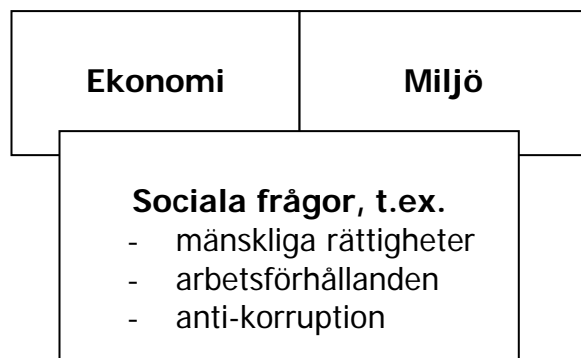 Ekonomi
Miljö
Sociala frågor, t.ex.
- mänskliga rättigheter
- arbetsförhållanden
- anti-korruption